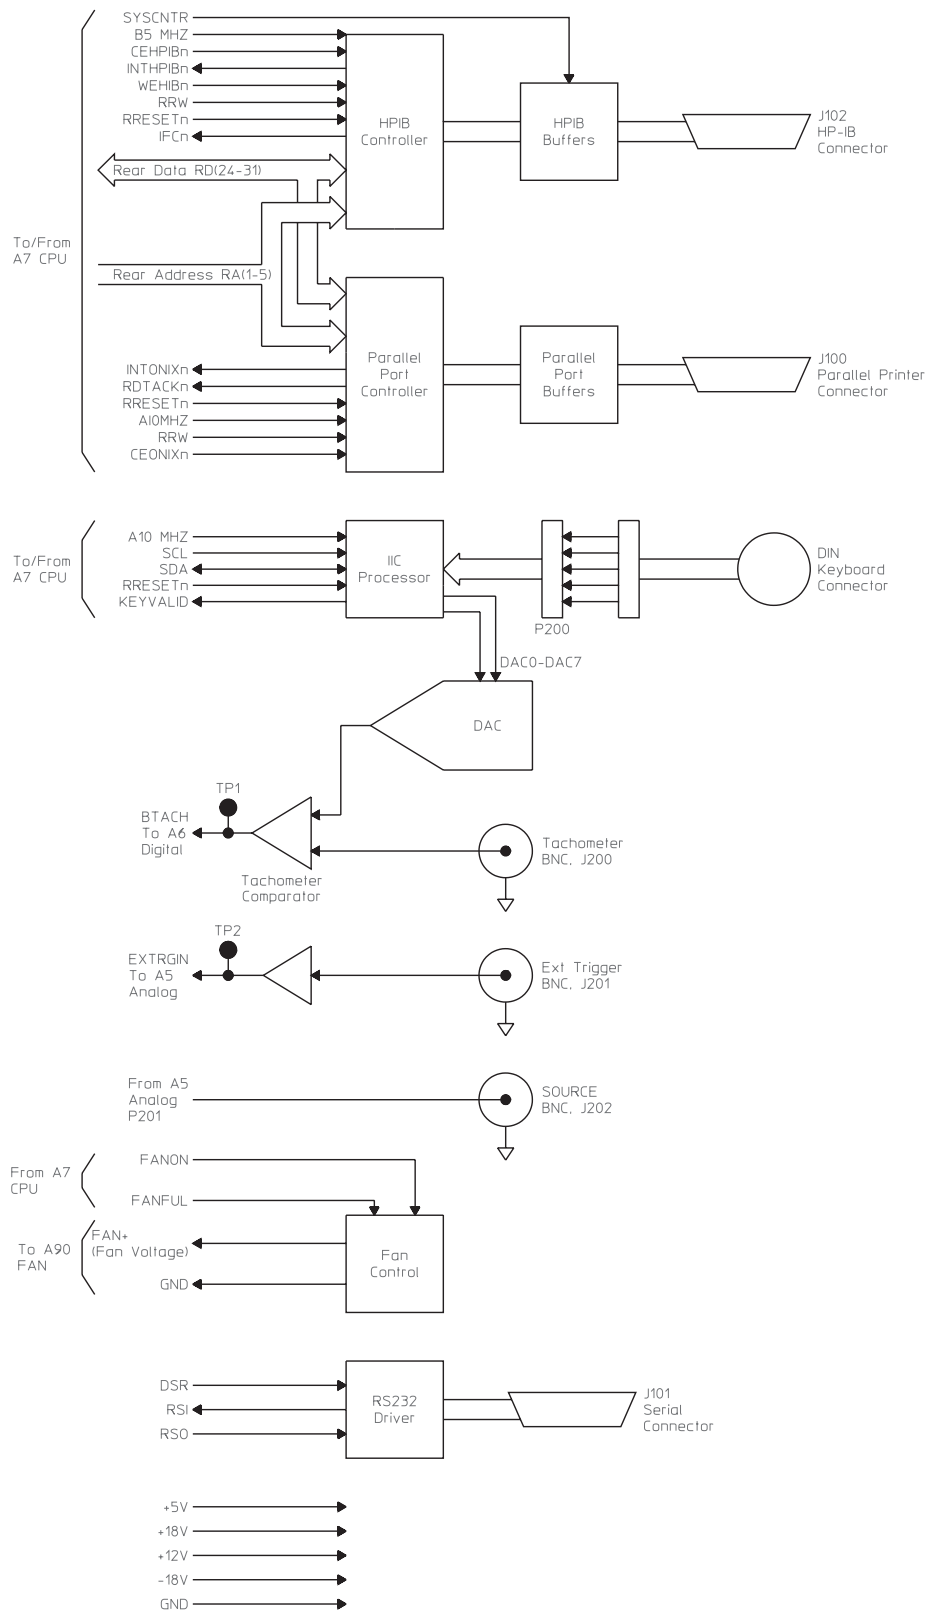 SYSCNTR
B5 MHZ
CEHPIBn
INTHPIBn
WEHIBn
RRW
RRESETn
IFCn
HPIB
Controller
HPIB
Buffers
J102
HP-IB
Connector
Rear Data RD(24-31)
To/From
A7 CPU
Rear Address RA(1-5)
INTONIXn
RDTACKn
RRESETn
A10MHZ
RRW
CEONIXn
Parallel
Port
Controller
Parallel
Port
Buffers
J100
Parallel Printer
Connector
To/From
A7 CPU
A10 MHZ
SCL
SDA
RRESETn
KEYVALID
IIC
Processor
P200
DIN
Keyboard
Connector
DAC0-DAC7
DAC
TP1
BTACH
To A6
Digital
Tachometer
Comparator
Tachometer
BNC, J200
TP2
EXTRGIN
To A5
Analog
Ext Trigger
BNC, J201
From A5
Analog
P201
SOURCE
BNC, J202
From A7
CPU
FANON
FANFUL
To A90
FAN
FAN+
(Fan Voltage)
GND
Fan
Control
DSR
RSI
RSO
RS232
Driver
J101
Serial
Connector
+5V
+18V
+12V
-18V
GND